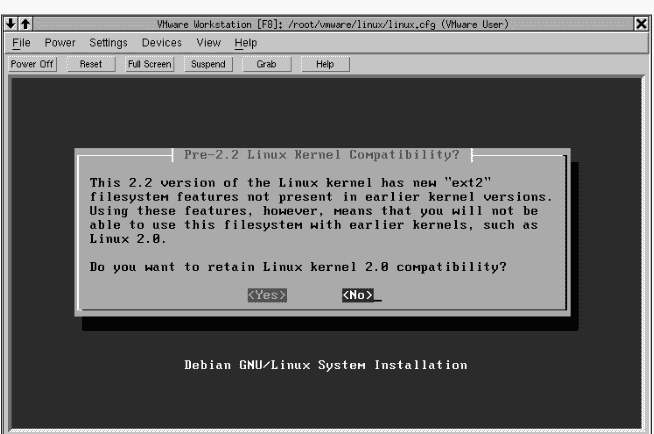 VMware Workstation [F8]: /root/vmware/linux/linux.cfg (VMware User)
File Power Settings Devices View Help
Power Off Reset Full Screen Suspend Grab Help
Pre-2.2 Linux Kernel Compatibility?
This 2.2 version of the Linux kernel has new "ext2"
filesystem features not present in earlier kernel versions.
Using these features, however, means that you will not be
able to use this filesystem with earlier kernels, such as
Linux 2.0.
Do you want to retain Linux kernel 2.0 compatibility?
<Yes> <No>
Debian GNU/Linux System Installation